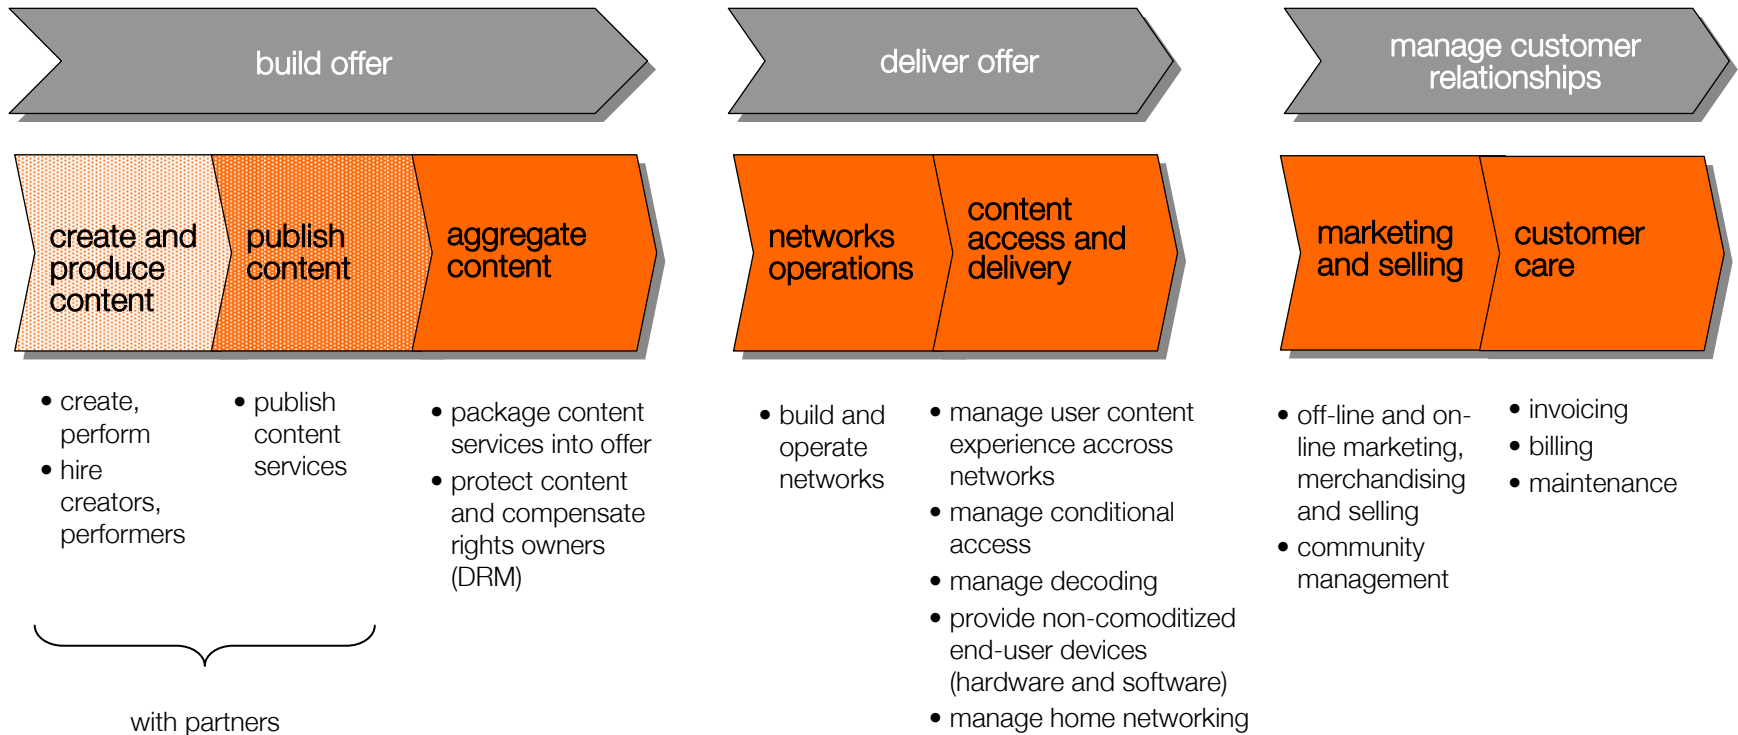 build offer
deliver offer
manage customer
relationships
create and
produce
content
publish
content
aggregate
content
networks
operations
content
access and
delivery
marketing
and selling
customer
care
• create,
perform
• hire
creators,
performers
• publish
content
services
• package content
services into offer
• protect content
and compensate
rights owners
(DRM)
• build and
operate
networks
• manage user content
experience accross
networks
• manage conditional
access
• manage decoding
• provide non-comoditized
end-user devices
(hardware and software)
• manage home networking
• off-line and on-
line marketing,
merchandising
and selling
• community
management
• invoicing
• billing
• maintenance
with partners